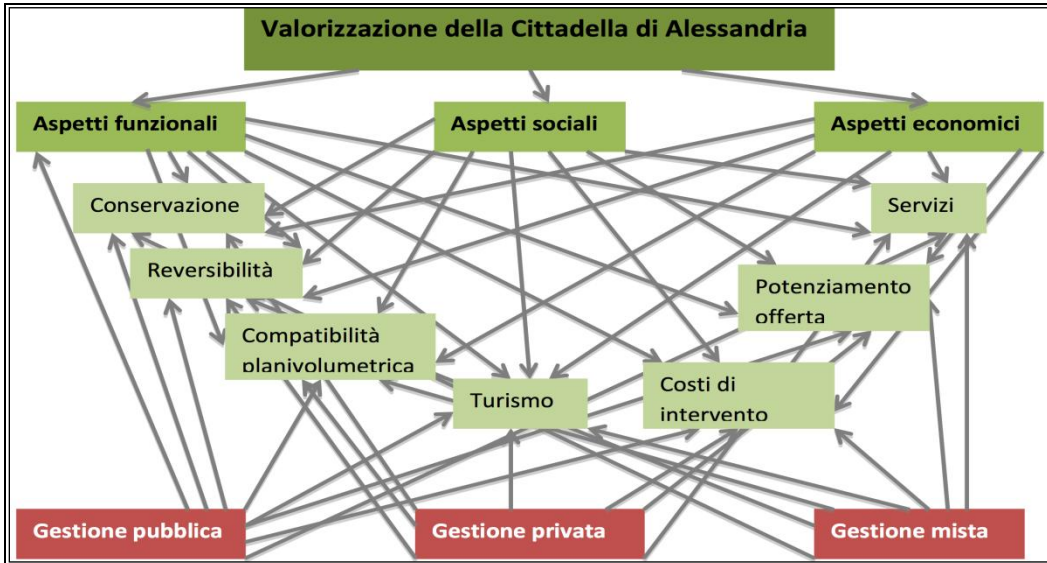 Valorizzazione della Cittadella di Alessandria
Aspetti funzionali
Aspetti sociali
Aspetti economici
Conservazione
Servizi
Reversibilità
Potenziamento
offerta
Compatibilità
planivolumetrica
Turismo
Costi di
intervento
Gestione pubblica
Gestione privata
Gestione mista